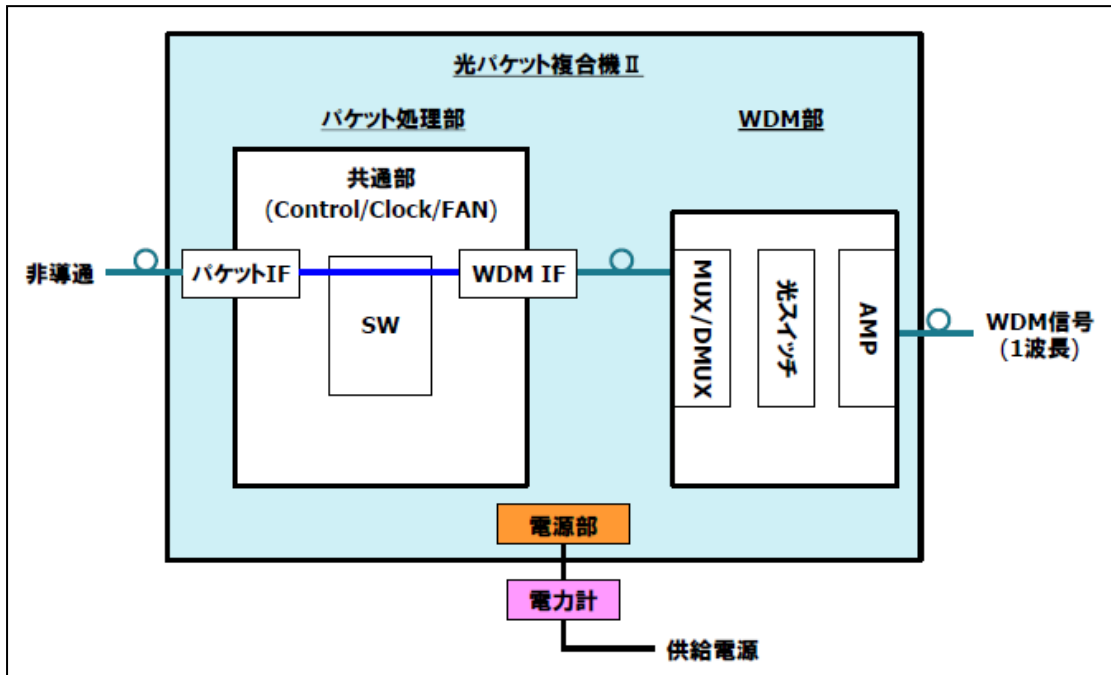 光パケット複合機Ⅱ
パケット処理部
WDM部
共通部
(Control/Clock/FAN)
非導通
パケットIF
SW
WDM IF
MUX/DMUX
光スイッチ
AMP
WDM信号
(1波長)
電源部
電力計
供給電源